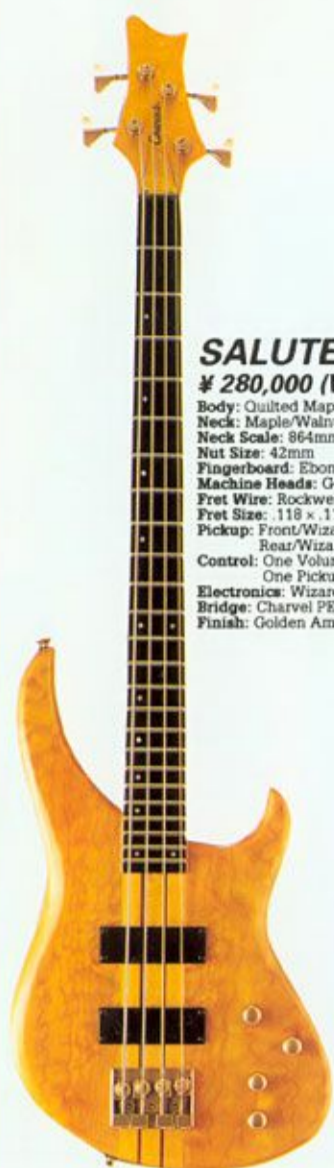 SALUTE
¥ 280,000
Body: Quilted Map
Neck: Maple/Waln
Neck Scale: 864mm
Nut Size: 42mm
Fingerboard: Ebon
Machine Heads: G
Fret Wire: Rockwe
Fret Size: .118 × .1
Pickup: Front/Wiza
Rear/Wiza
Control: One Volu
One Picku
Electronics: Wizar
Bridge: Charvel PE
Finish: Golden Am